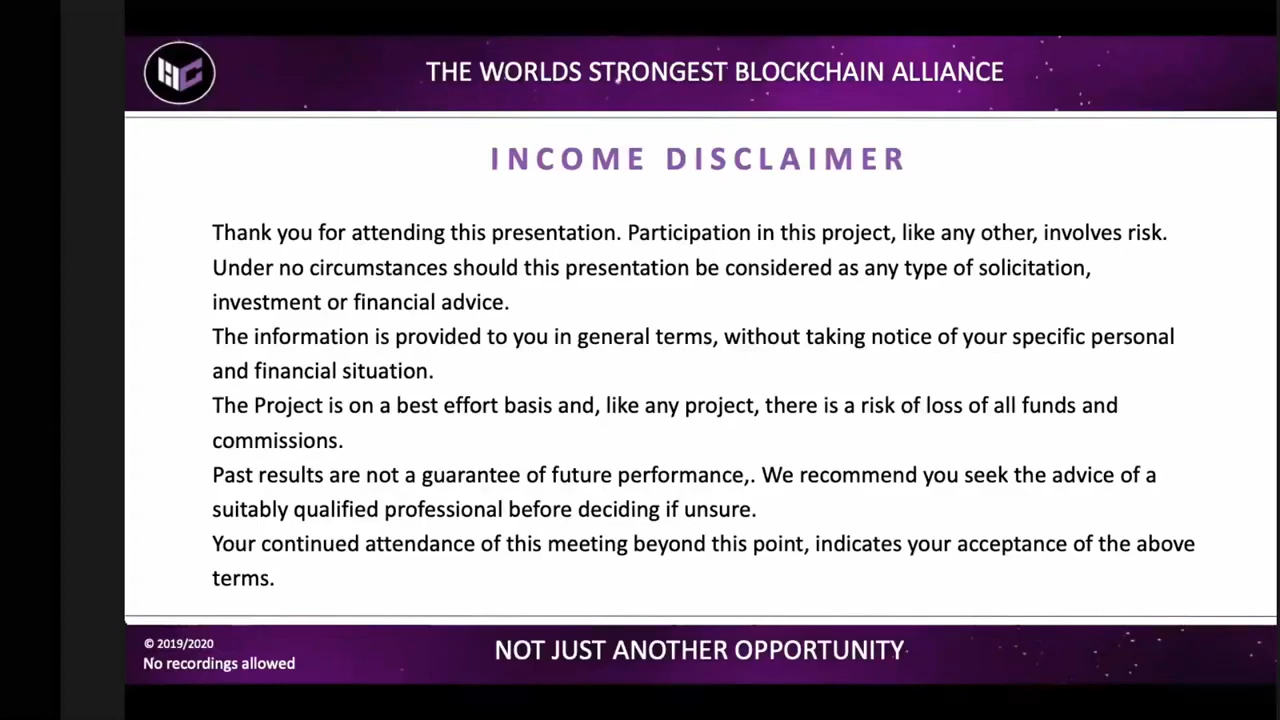 THE WORLDS STRONGEST BLOCKCHAIN ALLIANCE
INCOME DISCLAIMER
Thank you for attending this presentation. Participation in this project, like any other, involves risk.
Under no circumstances should this presentation be considered as any type of solicitation,
investment or financial advice.
The information is provided to you in general terms, without taking notice of your specific personal
and financial situation.
The Project is on a best effort basis and, like any project, there is a risk of loss of all funds and
commissions.
Past results are not a guarantee of future performance,. We recommend you seek the advice of a
suitably qualified professional before deciding if unsure.
Your continued attendance of this meeting beyond this point, indicates your acceptance of the above
terms.
© 2019/2020
No recordings allowed
NOT JUST ANOTHER OPPORTUNITY